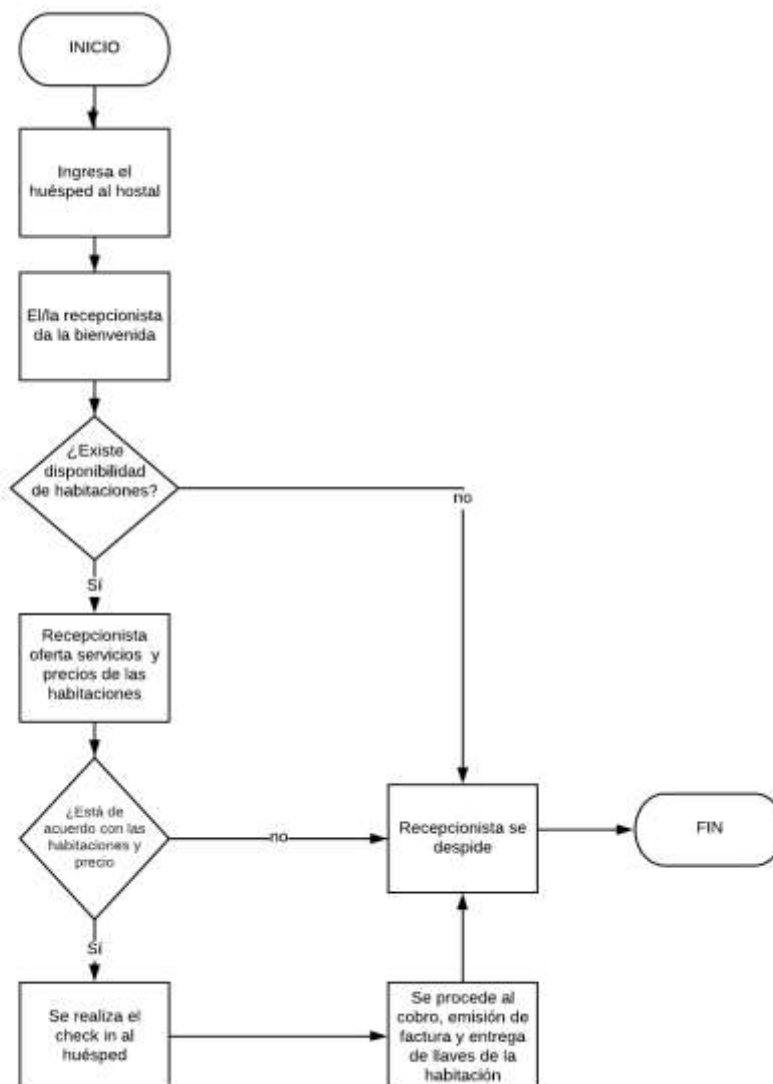 INICIO
Ingresa el
huésped al hostal
El/la recepcionista
da la bienvenida
¿Existe
disponibilidad
de habitaciones?
no
Sí
Recepcionista
oferta servicios y
precios de las
habitaciones
¿Está de
acuerdo con las
habitaciones y
precio
no
Recepcionista se
despide
FIN
Sí
Se realiza el
check in al
huésped
Se procede al
cobro, emisión de
factura y entrega
de llaves de la
habitación